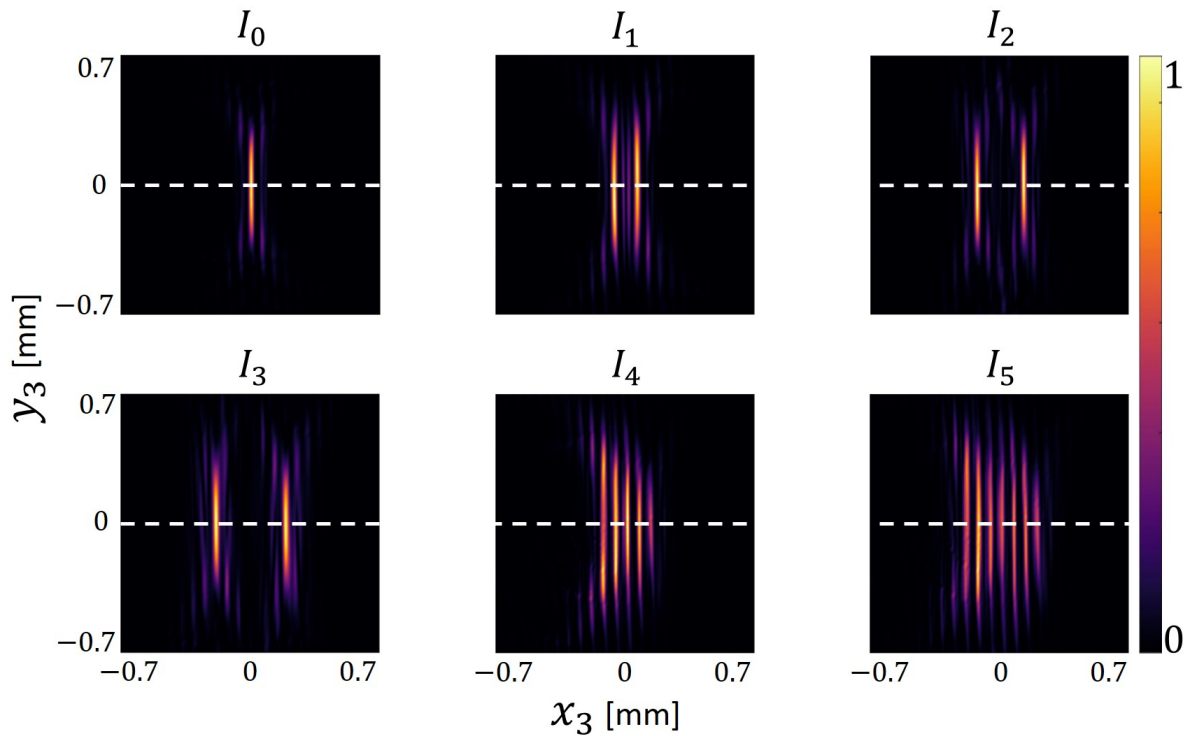 I₀ I₁ I₂
0.7
1
0
−0.7
y₃ [mm]
I₃ I₄ I₅
0.7
0
−0.7
0
−0.7 0 0.7 −0.7 0 0.7 −0.7 0 0.7
x₃ [mm]